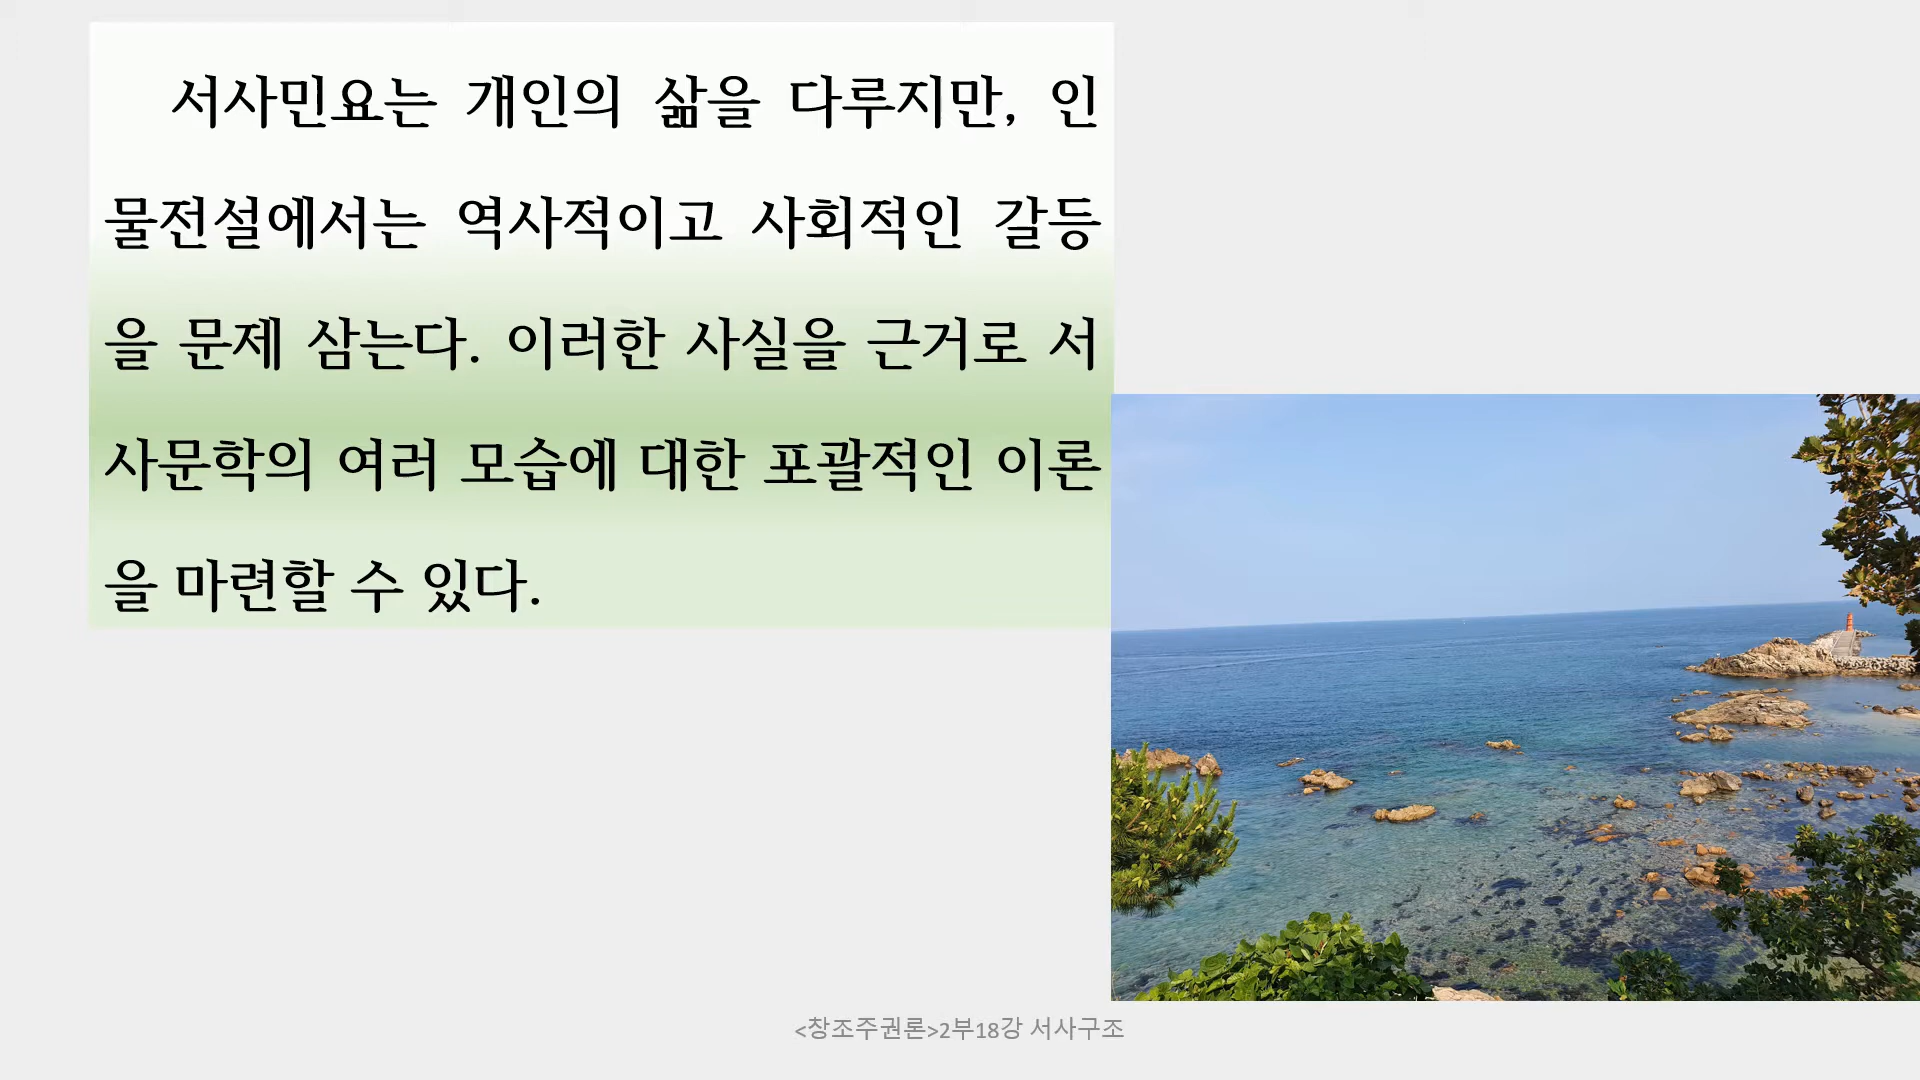 서사민요는 개인의 삶을 다루지만, 인
물전설에서는 역사적이고 사회적인 갈등
을 문제 삼는다. 이러한 사실을 근거로 서
사문학의 여러 모습에 대한 포괄적인 이론
을 마련할 수 있다.
<창조주권론>2부18강 서사구조